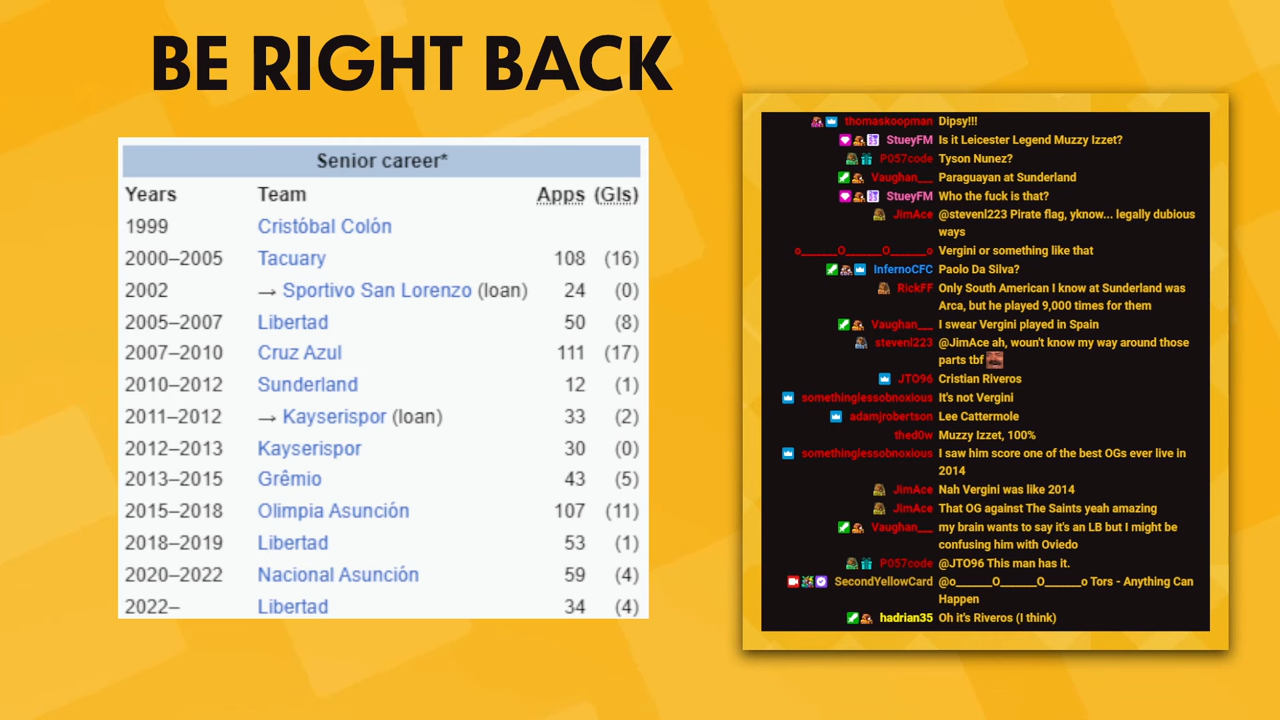 BE RIGHT BACK
Senior career*
Years Team Apps (Gls)
1999 Cristóbal Colón
2000–2005 Tacuary 108 (16)
2002 → Sportivo San Lorenzo (loan) 24 (0)
2005–2007 Libertad 50 (8)
2007–2010 Cruz Azul 111 (17)
2010–2012 Sunderland 12 (1)
2011–2012 → Kayserispor (loan) 33 (2)
2012–2013 Kayserispor 30 (0)
2013–2015 Grêmio 43 (5)
2015–2018 Olimpia Asunción 107 (11)
2018–2019 Libertad 53 (1)
2020–2022 Nacional Asunción 59 (4)
2022– Libertad 34 (4)
thomaskoopman Dipsy!!!
StueyFM Is it Leicester Legend Muzzy Izzet?
P057code Tyson Nunez?
Vaughan___ Paraguayan at Sunderland
StueyFM Who the fuck is that?
JimAce @stevenl223 Pirate flag, yknow... legally dubious
ways
o______O______O______o Vergini or something like that
InfernoCFC Paolo Da Silva?
RickFF Only South American I know at Sunderland was
Arca, but he played 9,000 times for them
Vaughan___ I swear Vergini played in Spain
stevenl223 @JimAce ah, woun't know my way around those
parts tbf
JTO96 Cristian Riveros
somethinglessobnoxious It's not Vergini
adamjrobertson Lee Cattermole
thed0w Muzzy Izzet, 100%
somethinglessobnoxious I saw him score one of the best OGs ever live in
2014
JimAce Nah Vergini was like 2014
JimAce That OG against The Saints yeah amazing
Vaughan___ my brain wants to say it's an LB but I might be
confusing him with Oviedo
P057code @JTO96 This man has it.
SecondYellowCard @o______O______O______o Tors - Anything Can
Happen
hadrian35 Oh it's Riveros (I think)